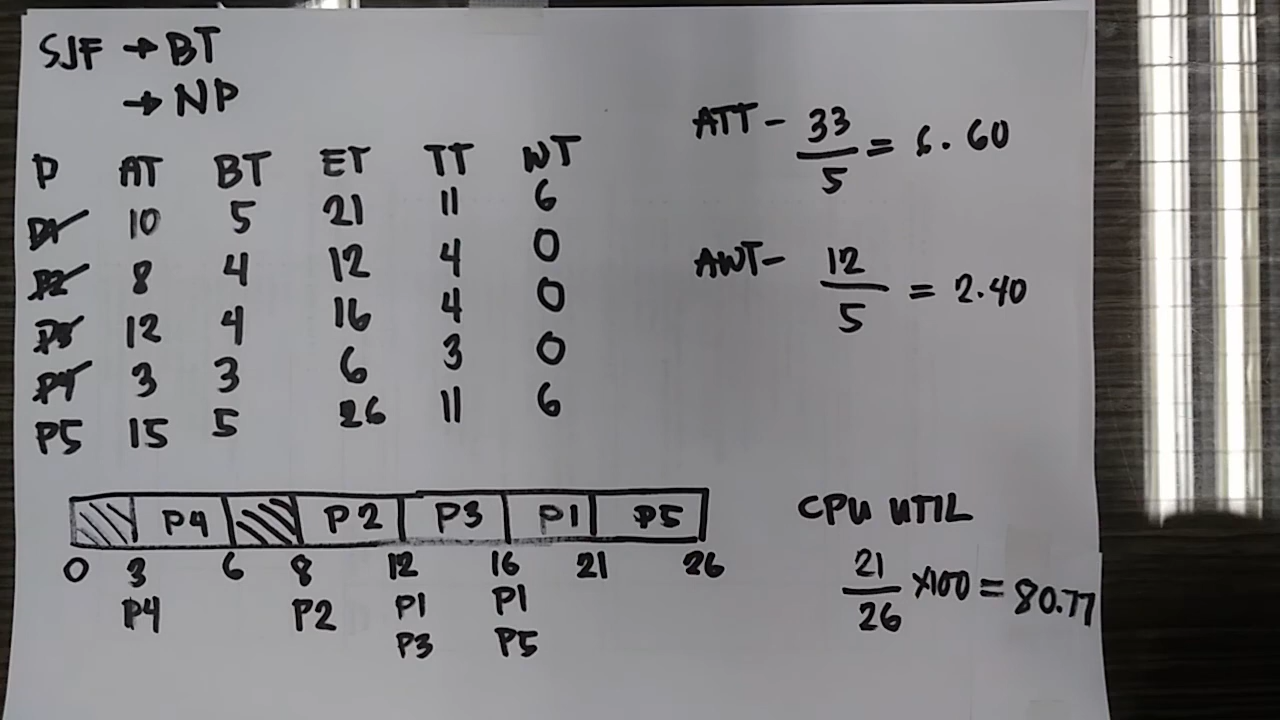 SJF → BT
→ NP
P AT BT ET TT WT
P1 10 5 21 11 6
P2 8 4 12 4 0
P3 12 4 16 4 0
P4 3 3 6 3 0
P5 15 5 26 11 6
ATT - 33/5 = 6.60
AWT - 12/5 = 2.40
P4 P2 P3 P1 P5
0 3 6 8 12 16 21 26
P4 P2 P1 P1
P3 P5
CPU UTIL
21/26 x100 = 80.77